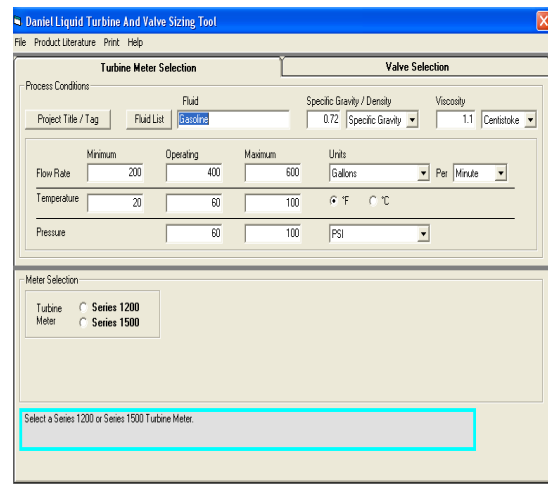 Daniel Liquid Turbine And Valve Sizing Tool
File Product Literature Print Help
Turbine Meter Selection Valve Selection
Process Conditions
Fluid Specific Gravity / Density Viscosity
Project Title / Tag Fluid List Gasoline 0.72 Specific Gravity 1.1 Centistoke
Minimum Operating Maximum Units
Flow Rate 200 400 600 Gallons Per Minute
Temperature 20 60 100 °F °C
Pressure 60 100 PSI
Meter Selection
Turbine Meter
Series 1200
Series 1500
Select a Series 1200 or Series 1500 Turbine Meter.